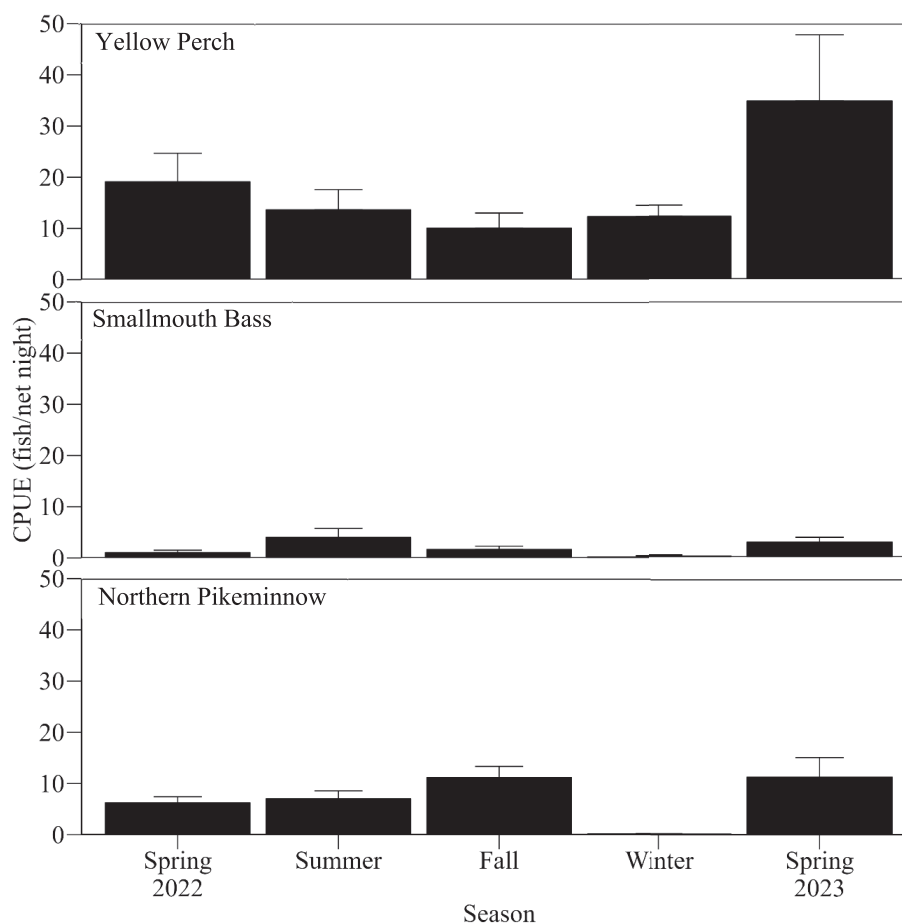 50
Yellow Perch
40
30
20
10
0
50
Smallmouth Bass
40
30
20
10
0
CPUE (fish/net night)
50
Northern Pikeminnow
40
30
20
10
0
Spring
2022
Summer
Fall
Winter
Spring
2023
Season